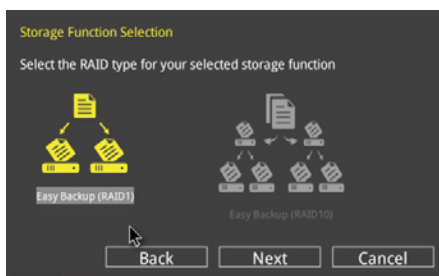 Storage Function Selection
Select the RAID type for your selected storage function
Easy Backup (RAID1)
Easy Backup (RAID10)
Back
Next
Cancel